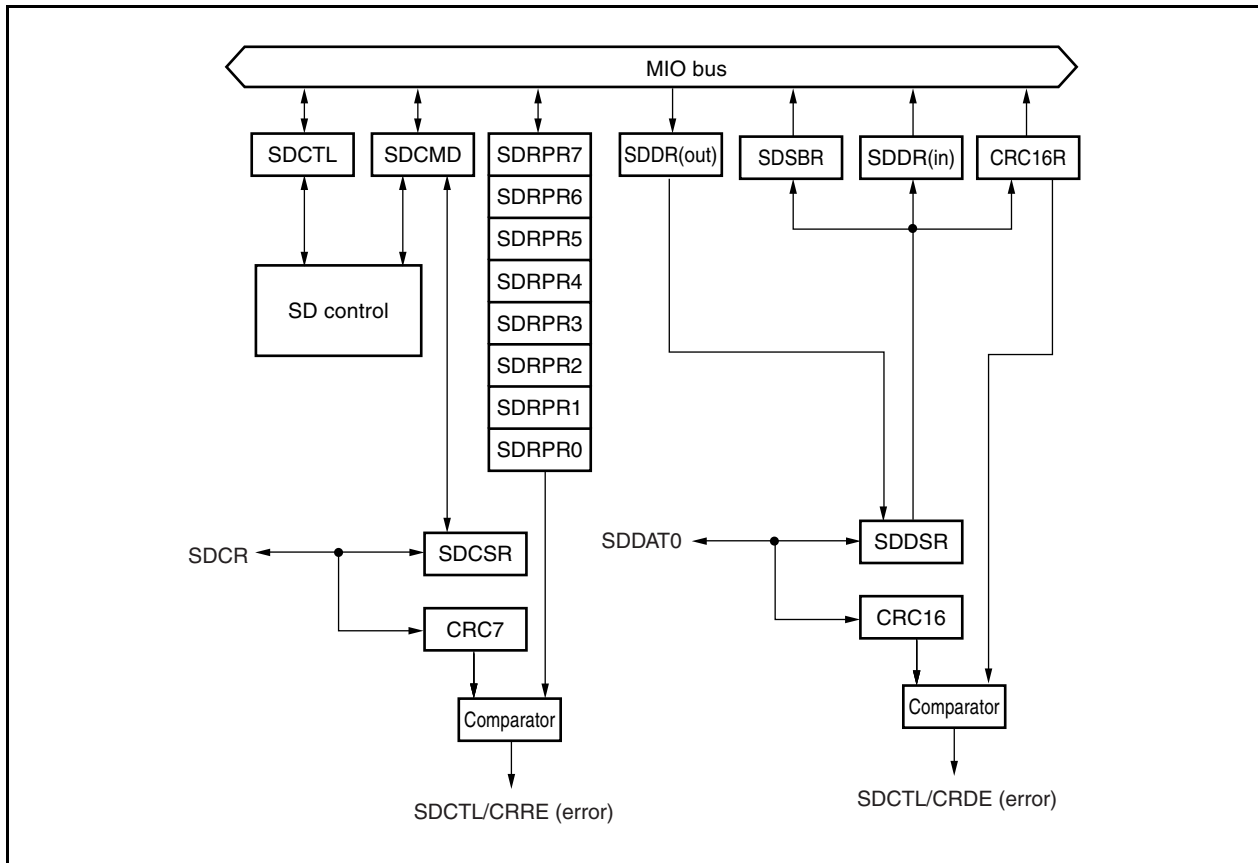 MIO bus
SDCTL
SDCMD
SDRPR7
SDDR(out)
SDSBR
SDDR(in)
CRC16R
SDRPR6
SDRPR5
SDRPR4
SD control
SDRPR3
SDRPR2
SDRPR1
SDRPR0
SDCR
SDCSR
SDDAT0
SDDSR
CRC7
CRC16
Comparator
Comparator
SDCTL/CRRE (error)
SDCTL/CRDE (error)